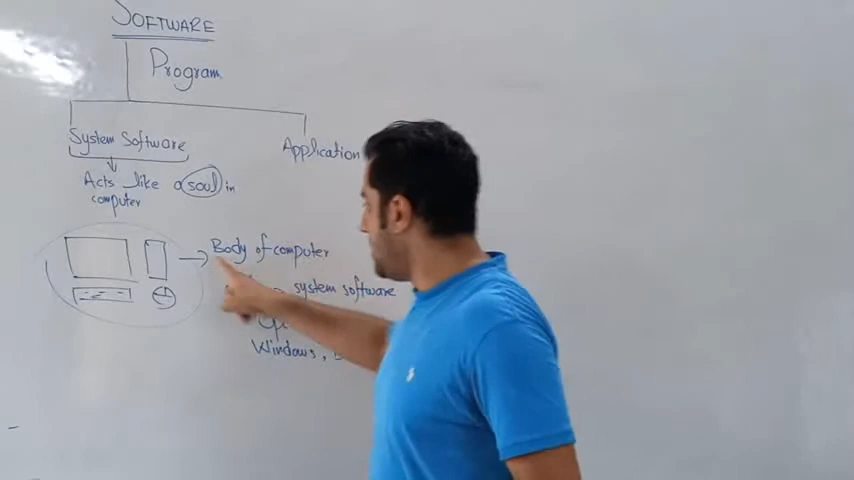 SOFTWARE
Program
System Software
Application
Acts like a soul in
computer
Body of computer
system software
Windows,